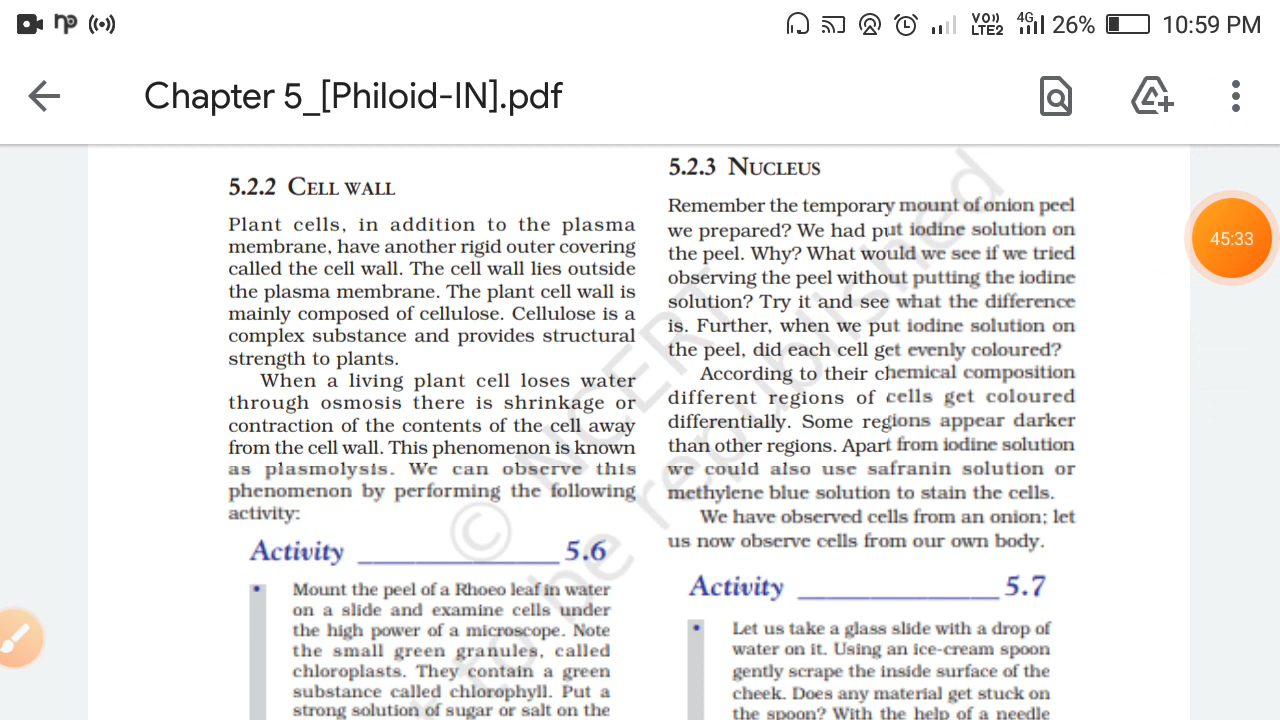 np
VO))
LTE2
4G
26%
10:59 PM
Chapter 5_[Philoid-IN].pdf
45:33
5.2.2 CELL WALL
Plant cells, in addition to the plasma
membrane, have another rigid outer covering
called the cell wall. The cell wall lies outside
the plasma membrane. The plant cell wall is
mainly composed of cellulose. Cellulose is a
complex substance and provides structural
strength to plants.
When a living plant cell loses water
through osmosis there is shrinkage or
contraction of the contents of the cell away
from the cell wall. This phenomenon is known
as plasmolysis. We can observe this
phenomenon by performing the following
activity:
Activity ______________ 5.6
• Mount the peel of a Rhoeo leaf in water
on a slide and examine cells under
the high power of a microscope. Note
the small green granules, called
chloroplasts. They contain a green
substance called chlorophyll. Put a
strong solution of sugar or salt on the
5.2.3 NUCLEUS
Remember the temporary mount of onion peel
we prepared? We had put iodine solution on
the peel. Why? What would we see if we tried
observing the peel without putting the iodine
solution? Try it and see what the difference
is. Further, when we put iodine solution on
the peel, did each cell get evenly coloured?
According to their chemical composition
different regions of cells get coloured
differentially. Some regions appear darker
than other regions. Apart from iodine solution
we could also use safranin solution or
methylene blue solution to stain the cells.
We have observed cells from an onion; let
us now observe cells from our own body.
Activity ______________ 5.7
• Let us take a glass slide with a drop of
water on it. Using an ice-cream spoon
gently scrape the inside surface of the
cheek. Does any material get stuck on
the spoon? With the help of a needle
© NCERT
to be republished